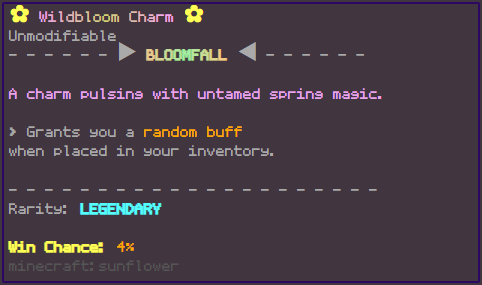 Wildbloom Charm
Unmodifiable
- - - - - - ▶ BLOOMFALL ◀ - - - - - -
A charm pulsing with untamed spring magic.
> Grants you a random buff
when placed in your inventory.
- - - - - - - - - - - - - - - - - - - - - - -
Rarity: LEGENDARY
Win Chance: 4%
minecraft:sunflower